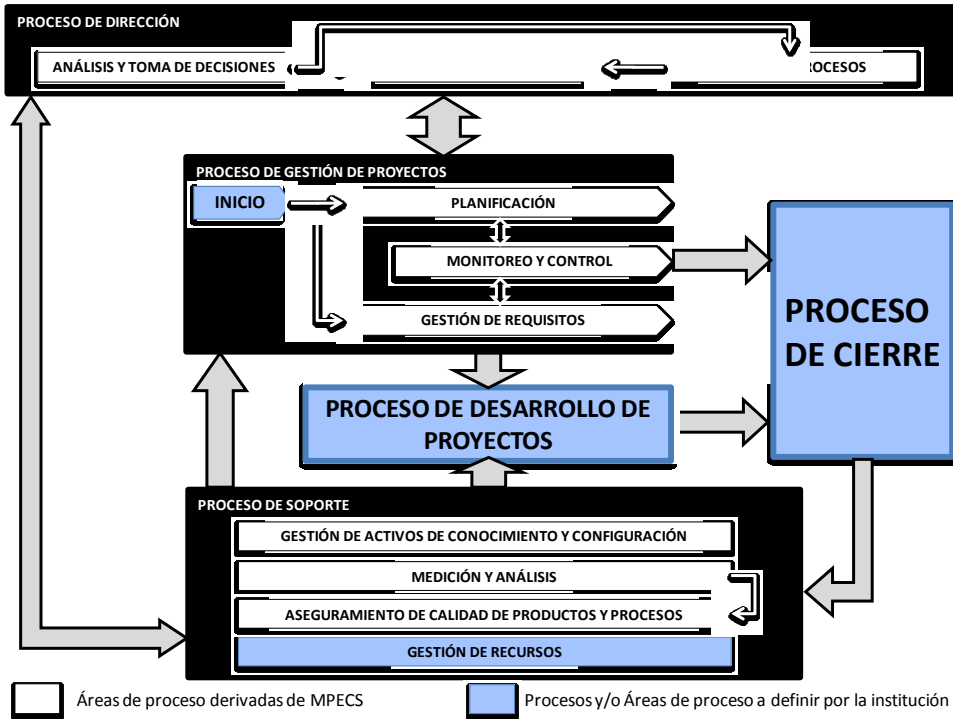 PROCESO DE DIRECCIÓN
ANÁLISIS Y TOMA DE DECISIONES
ROCESOS
PROCESO DE GESTIÓN DE PROYECTOS
INICIO
PLANIFICACIÓN
MONITOREO Y CONTROL
GESTIÓN DE REQUISITOS
PROCESO
DE CIERRE
PROCESO DE DESARROLLO DE
PROYECTOS
PROCESO DE SOPORTE
GESTIÓN DE ACTIVOS DE CONOCIMIENTO Y CONFIGURACIÓN
MEDICIÓN Y ANÁLISIS
ASEGURAMIENTO DE CALIDAD DE PRODUCTOS Y PROCESOS
GESTIÓN DE RECURSOS
Áreas de proceso derivadas de MPECS
Procesos y/o Áreas de proceso a definir por la institución